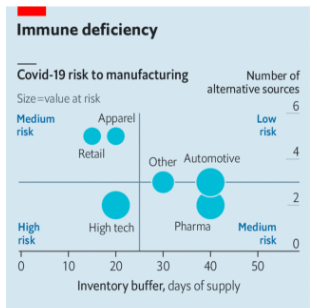 Immune deficiency
Covid-19 risk to manufacturing
Size=value at risk
Number of
alternative sources
6
Medium
risk
Apparel
Low
risk
Retail
4
Other
Automotive
2
High
risk
High tech
Pharma
Medium
risk
0
0
10
20
30
40
50
Inventory buffer, days of supply